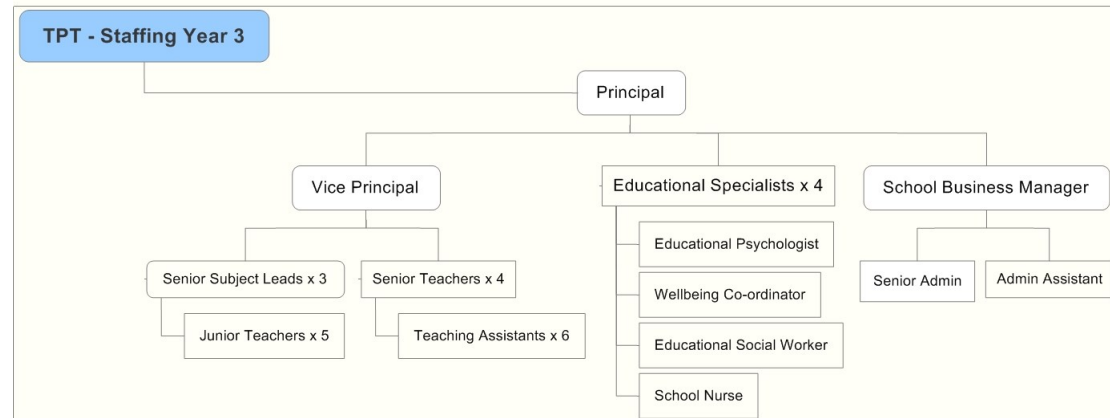 TPT - Staffing Year 3
Principal
Vice Principal
Educational Specialists x 4
School Business Manager
Senior Subject Leads x 3
Senior Teachers x 4
Junior Teachers x 5
Teaching Assistants x 6
Educational Psychologist
Wellbeing Co-ordinator
Educational Social Worker
School Nurse
Senior Admin
Admin Assistant